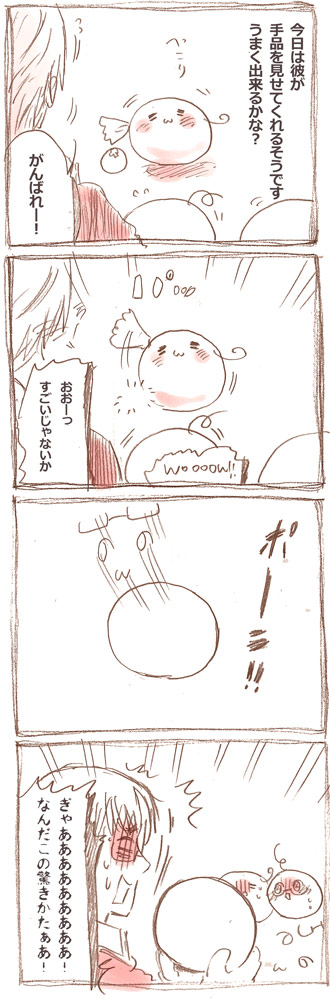 今日は彼が
手品を見せてくれるそうです
うまく出来るかな？
ぺこり
がんばれー！
おおーっ
すごいじゃないか
ポーラ!!
ぎゃあああああああああ！
なんだこの驚きかたぁあ！